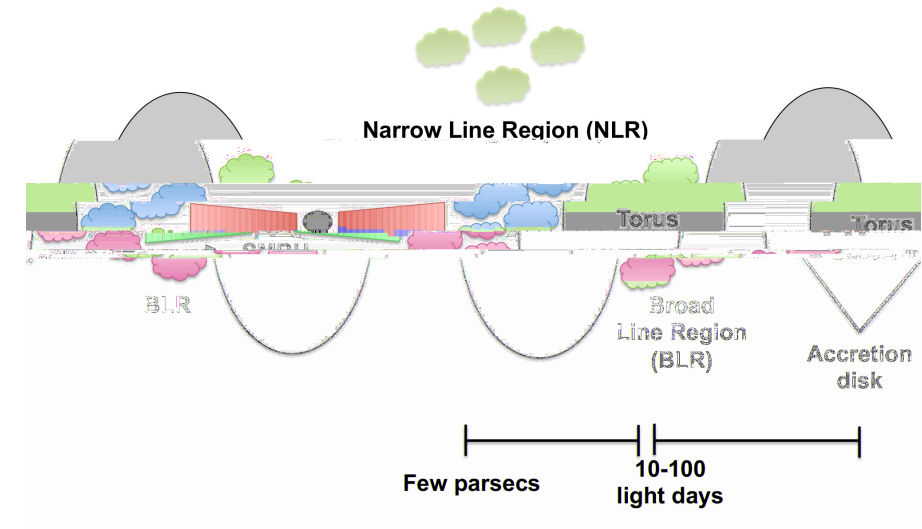 Narrow Line Region (NLR)
Torus
Torus
BLR
Broad
Line Region
(BLR)
Accretion
disk
Few parsecs
10-100
light days